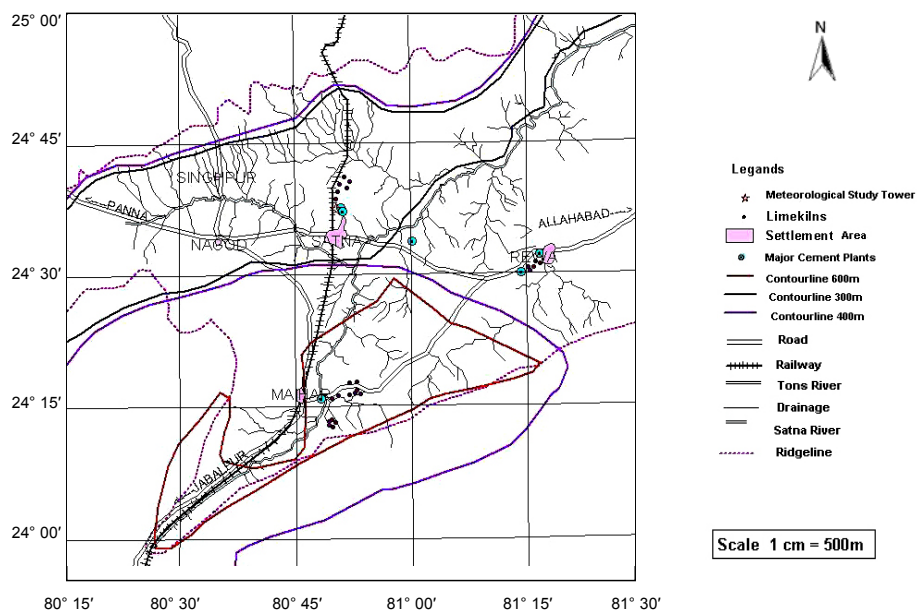 25° 00′
N
24° 45′
SINGHPUR
PANNA
NAGOD
SATNA
ALLAHABAD
REWA
24° 30′
MAIHAR
24° 15′
JABALPUR
24° 00′
80° 15′ 80° 30′ 80° 45′ 81° 00′ 81° 15′ 81° 30′
Legands
Meteorological Study Tower
Limekilns
Settlement Area
Major Cement Plants
Contourline 600m
Contourline 300m
Contourline 400m
Road
Railway
Tons River
Drainage
Satna River
Ridgeline
Scale 1 cm = 500m